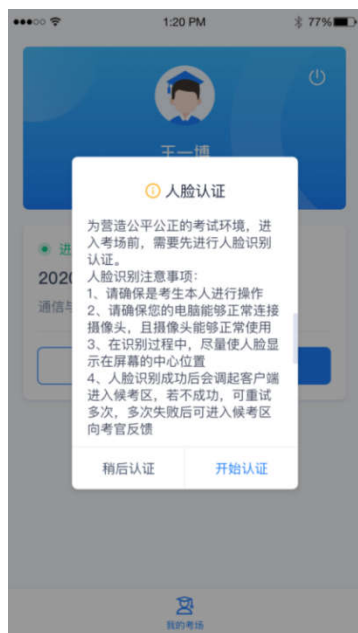 1:20 PM
77%
王一博
人脸认证
为营造公平公正的考试环境，进
入考场前，需要先进行人脸识别
认证。
人脸识别注意事项：
1、请确保是考生本人进行操作
2、请确保您的电脑能够正常连接
摄像头，且摄像头能够正常使用
3、在识别过程中，尽量使人脸显
示在屏幕的中心位置
4、人脸识别成功后会调起客户端
进入候考区，若不成功，可重试
多次，多次失败后可进入候考区
向考官反馈
进
2020
通信与
稍后认证
开始认证
我的考场